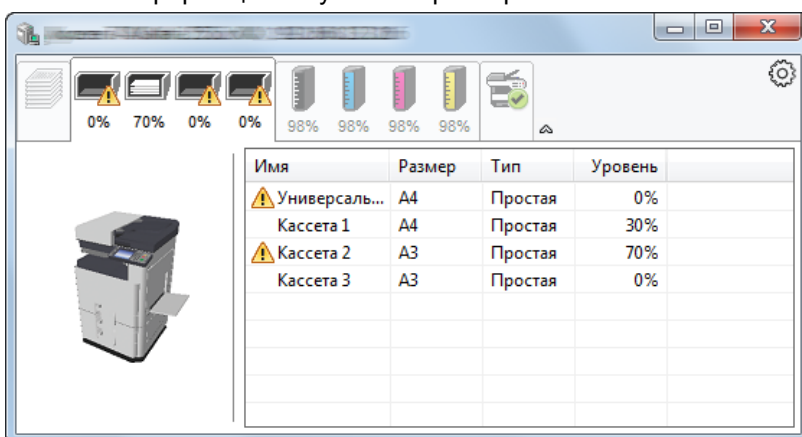 0% 70% 0% 0% 98% 98% 98% 98%
Имя Размер Тип Уровень
Универсаль... A4 Простая 0%
Кассета 1 A4 Простая 30%
Кассета 2 A3 Простая 70%
Кассета 3 A3 Простая 0%